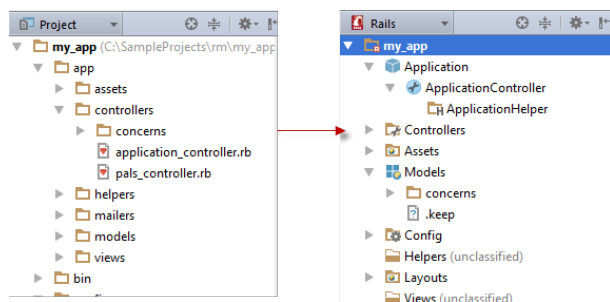 Project
my_app (C:\SampleProjects\rm\my_app
app
assets
controllers
concerns
application_controller.rb
pals_controller.rb
helpers
mailers
models
views
bin
Rails
my_app
Application
ApplicationController
ApplicationHelper
Controllers
Assets
Models
concerns
.keep
Config
Helpers (unclassified)
Layouts
Views (unclassified)